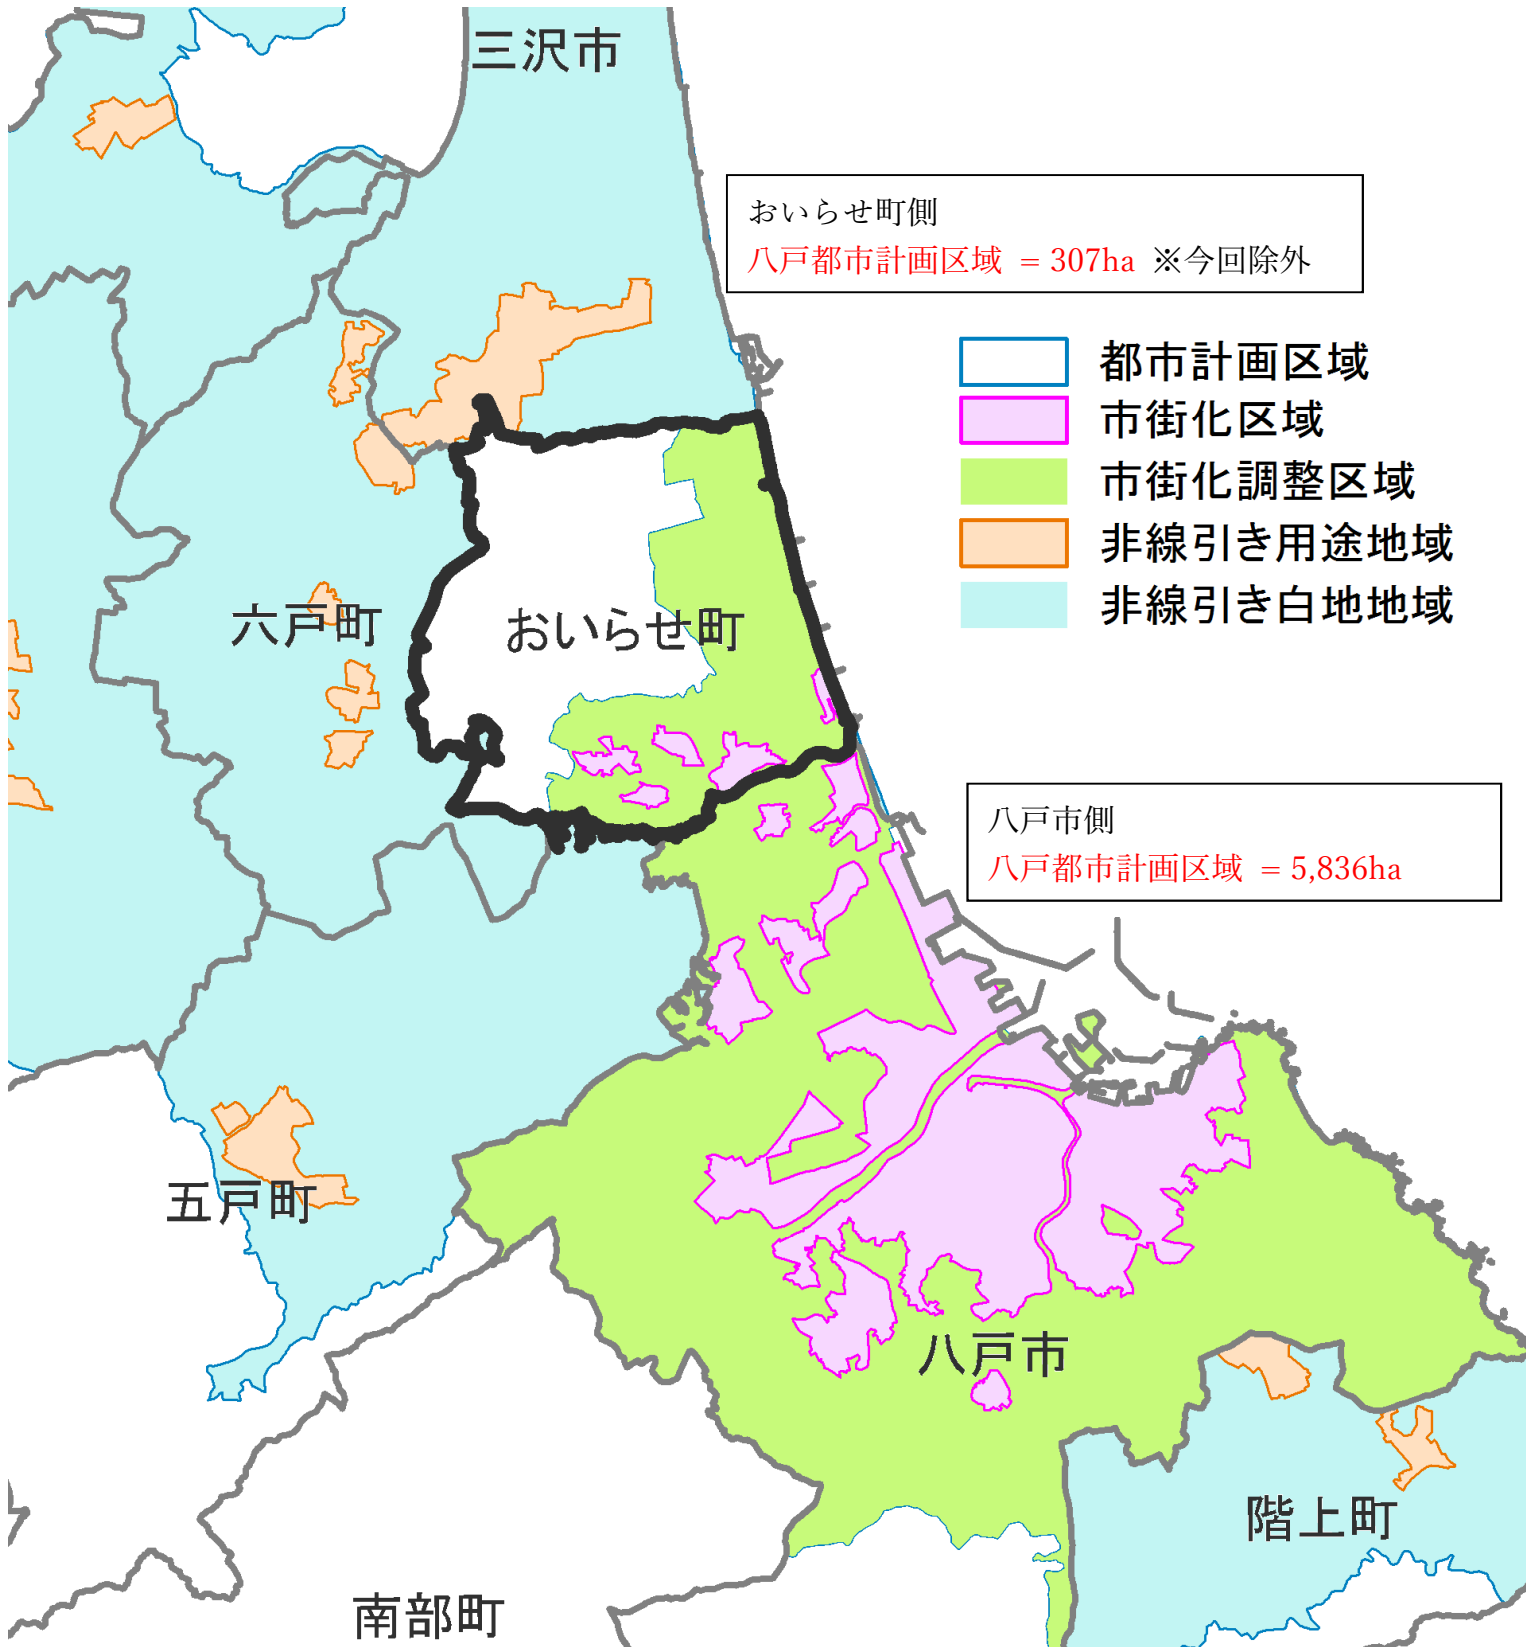 三沢市
おいらせ町側
八戸都市計画区域 = 307ha ※今回除外
都市計画区域
市街化区域
市街化調整区域
非線引き用途地域
非線引き白地地域
六戸町
おいらせ町
八戸市側
八戸都市計画区域 = 5,836ha
五戸町
八戸市
階上町
南部町